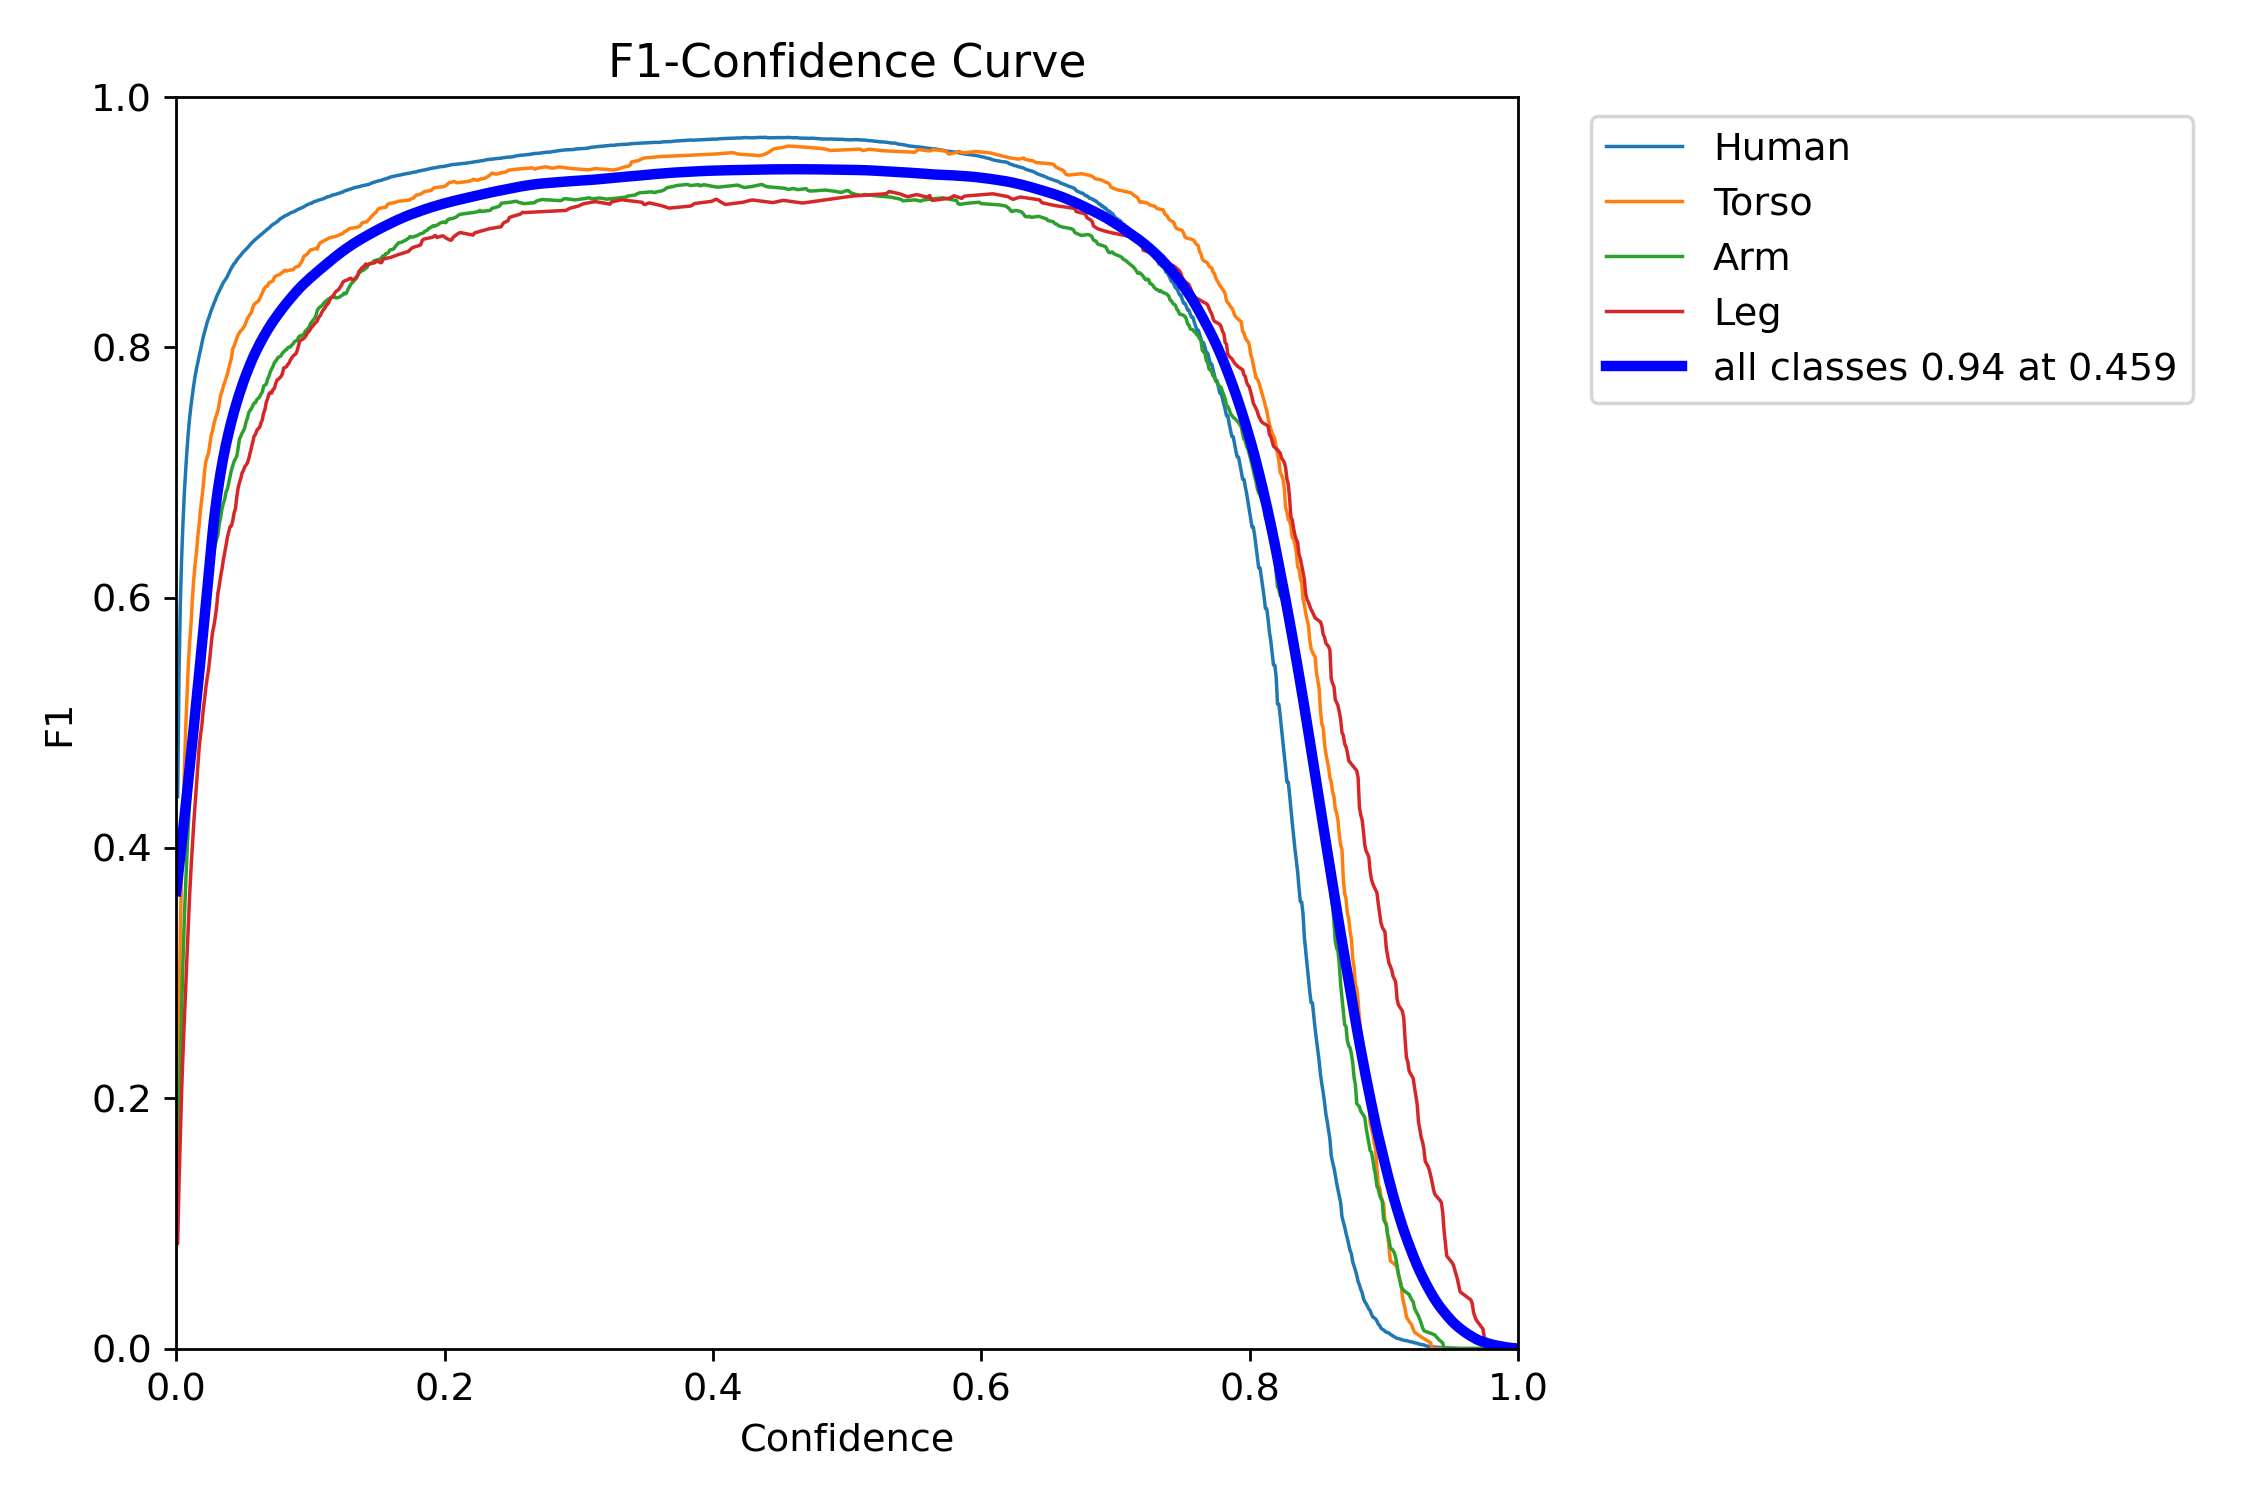 F1-Confidence Curve
1.0
0.8
0.6
0.4
0.2
0.0
F1
0.0 0.2 0.4 0.6 0.8 1.0
Confidence
Human
Torso
Arm
Leg
all classes 0.94 at 0.459